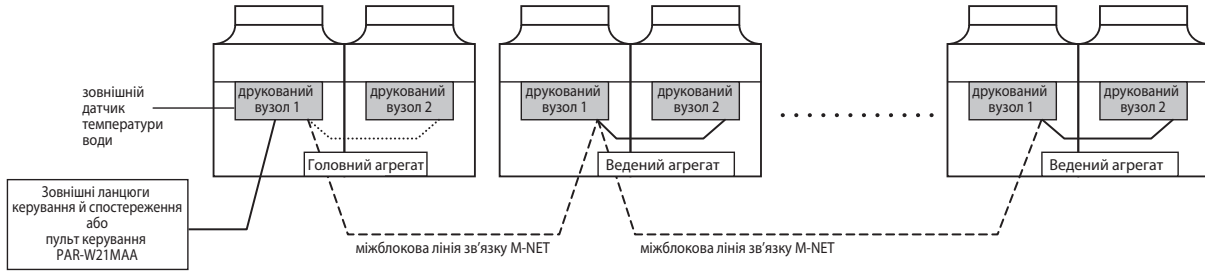 зовнішній
датчик
температури
води
друкований
вузол 1
друкований
вузол 2
Головний агрегат
друкований
вузол 1
друкований
вузол 2
Ведений агрегат
друкований
вузол 1
друкований
вузол 2
Ведений агрегат
Зовнішні ланцюги
керування й спостереження
або
пульт керування
PAR-W21MAA
міжблокова лінія зв'язку M-NET
міжблокова лінія зв'язку M-NET